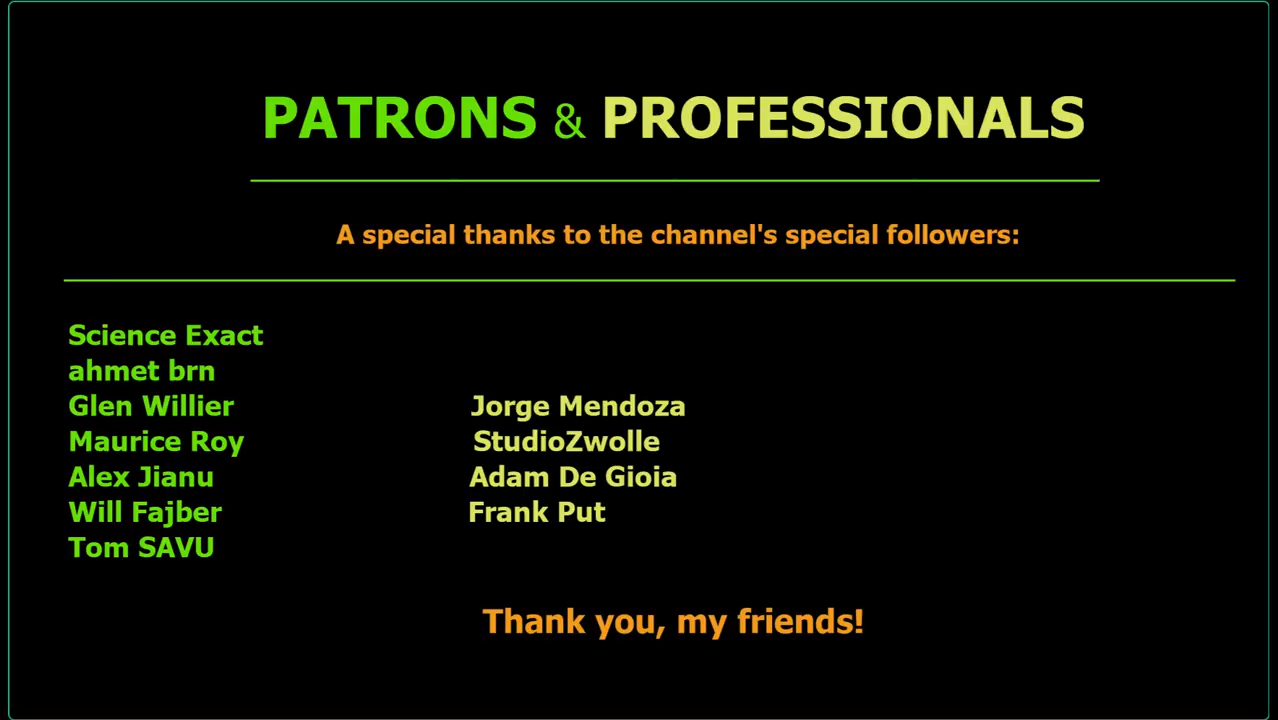 PATRONS & PROFESSIONALS
A special thanks to the channel's special followers:
Science Exact
ahmet brn
Glen Willier
Maurice Roy
Alex Jianu
Will Fajber
Tom SAVU
Jorge Mendoza
StudioZwolle
Adam De Gioia
Frank Put
Thank you, my friends!